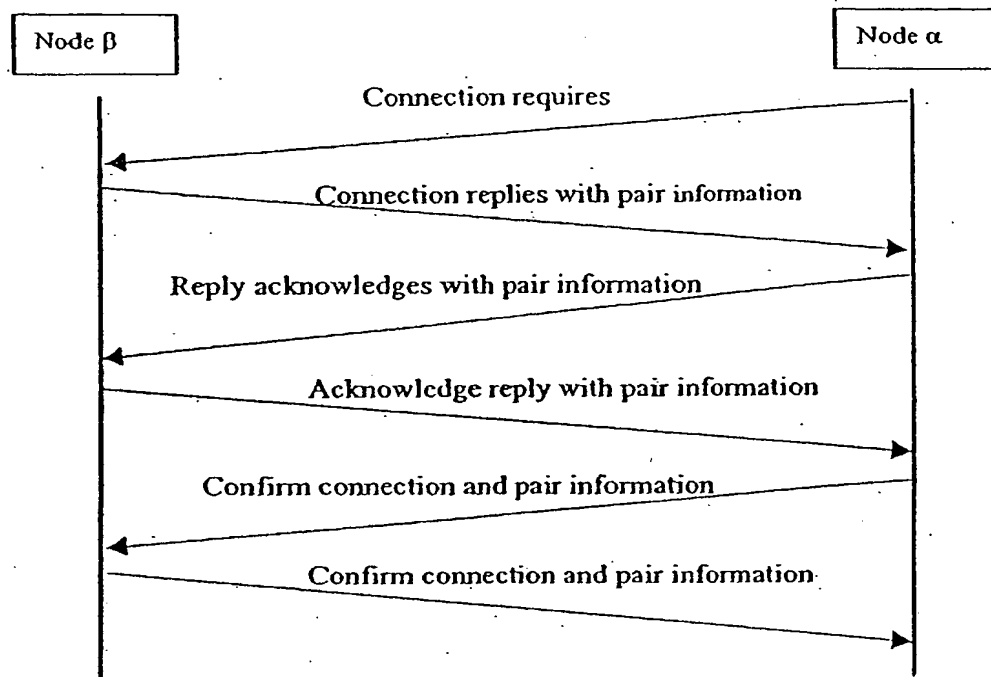 Node β
Node α
Connection requires
Connection replies with pair information
Reply acknowledges with pair information
Acknowledge reply with pair information
Confirm connection and pair information
Confirm connection and pair information